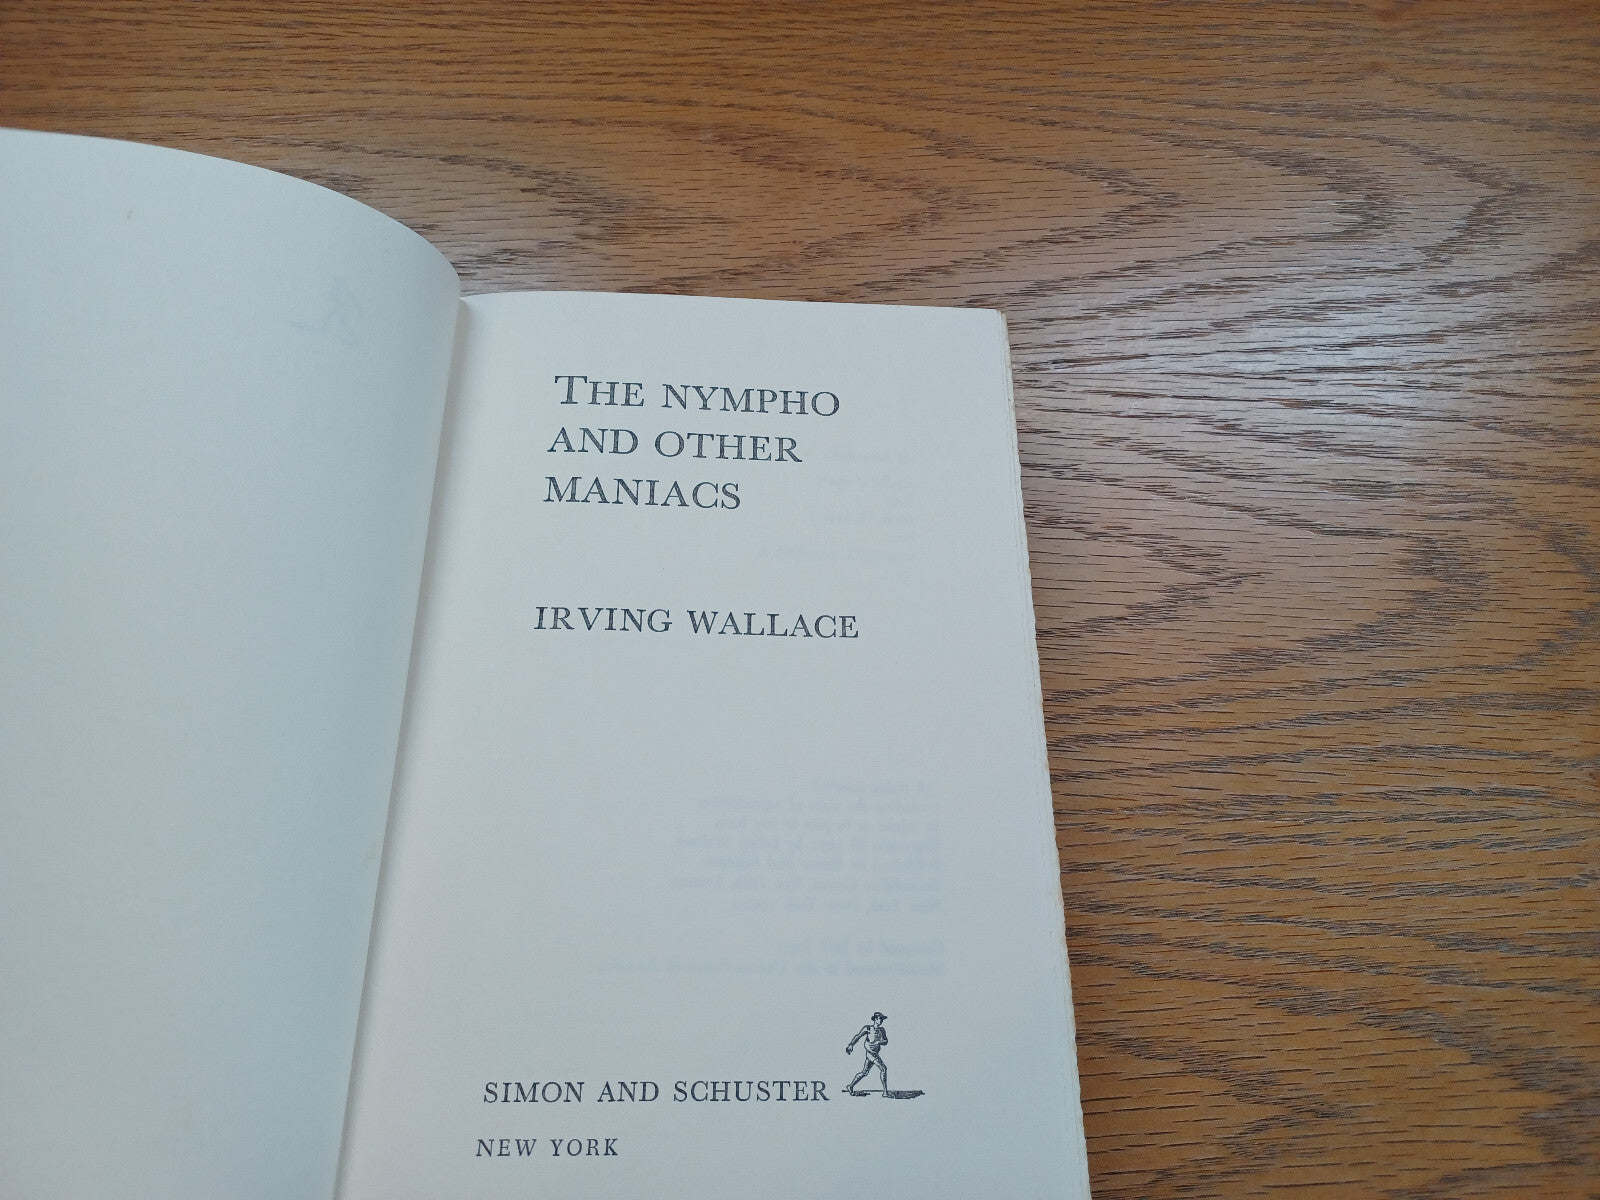 THE NYMPHO
AND OTHER
MANIACS
IRVING WALLACE
SIMON AND SCHUSTER
NEW YORK